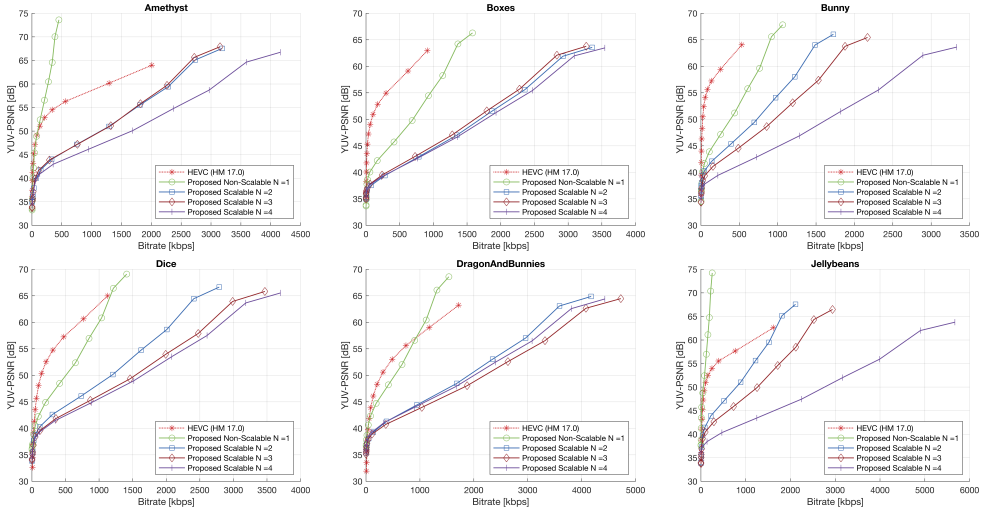 Amethyst
YUV-PSNR [dB]
75
70
65
60
55
50
45
40
35
30
0 500 1000 1500 2000 2500 3000 3500 4000 4500
Bitrate [kbps]
HEVC (HM 17.0)
Proposed Non-Scalable N =1
Proposed Scalable N =2
Proposed Scalable N =3
Proposed Scalable N =4
Boxes
YUV-PSNR [dB]
70
65
60
55
50
45
40
35
30
0 500 1000 1500 2000 2500 3000 3500 4000
Bitrate [kbps]
HEVC (HM 17.0)
Proposed Non-Scalable N =1
Proposed Scalable N =2
Proposed Scalable N =3
Proposed Scalable N =4
Bunny
YUV-PSNR [dB]
70
65
60
55
50
45
40
35
30
0 500 1000 1500 2000 2500 3000 3500
Bitrate [kbps]
HEVC (HM 17.0)
Proposed Non-Scalable N =1
Proposed Scalable N =2
Proposed Scalable N =3
Proposed Scalable N =4
Dice
YUV-PSNR [dB]
70
65
60
55
50
45
40
35
30
0 500 1000 1500 2000 2500 3000 3500 4000
Bitrate [kbps]
HEVC (HM 17.0)
Proposed Non-Scalable N =1
Proposed Scalable N =2
Proposed Scalable N =3
Proposed Scalable N =4
DragonAndBunnies
YUV-PSNR [dB]
70
65
60
55
50
45
40
35
30
0 1000 2000 3000 4000 5000
Bitrate [kbps]
HEVC (HM 17.0)
Proposed Non-Scalable N =1
Proposed Scalable N =2
Proposed Scalable N =3
Proposed Scalable N =4
Jellybeans
YUV-PSNR [dB]
75
70
65
60
55
50
45
40
35
30
0 1000 2000 3000 4000 5000 6000
Bitrate [kbps]
HEVC (HM 17.0)
Proposed Non-Scalable N =1
Proposed Scalable N =2
Proposed Scalable N =3
Proposed Scalable N =4